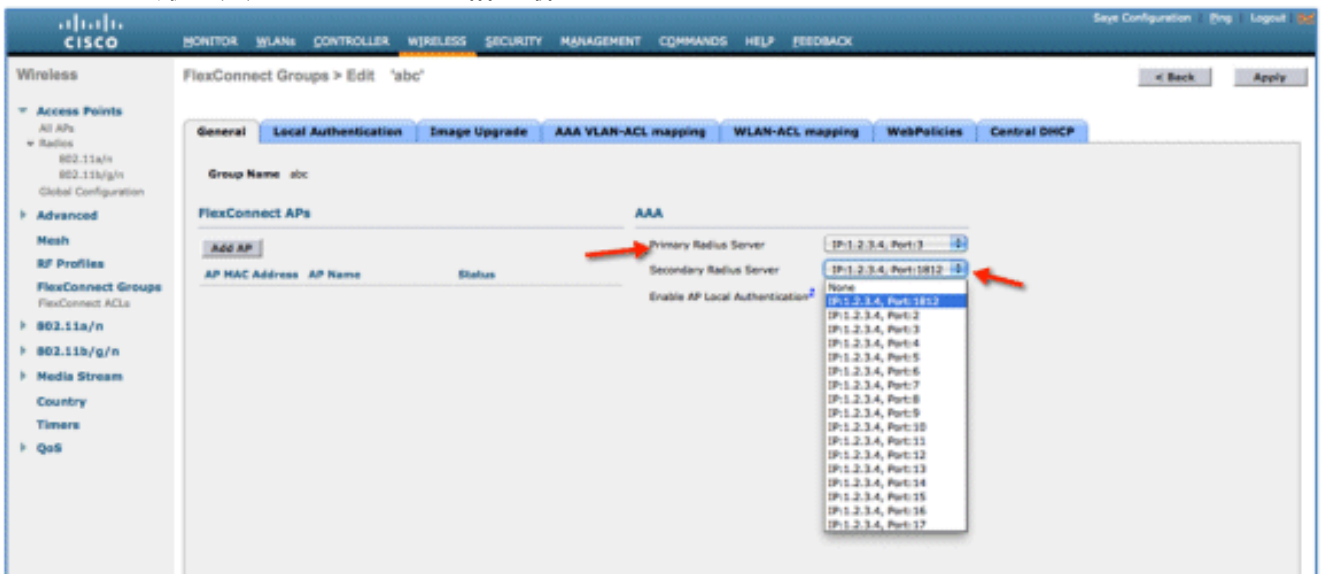 Saye Configuration Ping Logout
CISCO
MONITOR WLANs CONTROLLER WIRELESS SECURITY MANAGEMENT COMMANDS HELP FEEDBACK
Wireless
FlexConnect Groups > Edit 'abc'
< Back
Apply
Access Points
All APs
Radios
802.11a/n
802.11b/g/n
Global Configuration
Advanced
Mesh
RF Profiles
FlexConnect Groups
FlexConnect ACLs
802.11a/n
802.11b/g/n
Media Stream
Country
Timers
QoS
General Local Authentication Image Upgrade AAA VLAN-ACL mapping WLAN-ACL mapping WebPolicies Central DHCP
Group Name abc
FlexConnect APs
Add AP
AP MAC Address AP Name Status
AAA
Primary Radius Server IP:1.2.3.4, Port:3
Secondary Radius Server IP:1.2.3.4, Port:1812
Enable AP Local Authentication2
None
IP:1.2.3.4, Port:1812
IP:1.2.3.4, Port:2
IP:1.2.3.4, Port:3
IP:1.2.3.4, Port:4
IP:1.2.3.4, Port:5
IP:1.2.3.4, Port:6
IP:1.2.3.4, Port:7
IP:1.2.3.4, Port:8
IP:1.2.3.4, Port:9
IP:1.2.3.4, Port:10
IP:1.2.3.4, Port:11
IP:1.2.3.4, Port:12
IP:1.2.3.4, Port:13
IP:1.2.3.4, Port:14
IP:1.2.3.4, Port:15
IP:1.2.3.4, Port:16
IP:1.2.3.4, Port:17